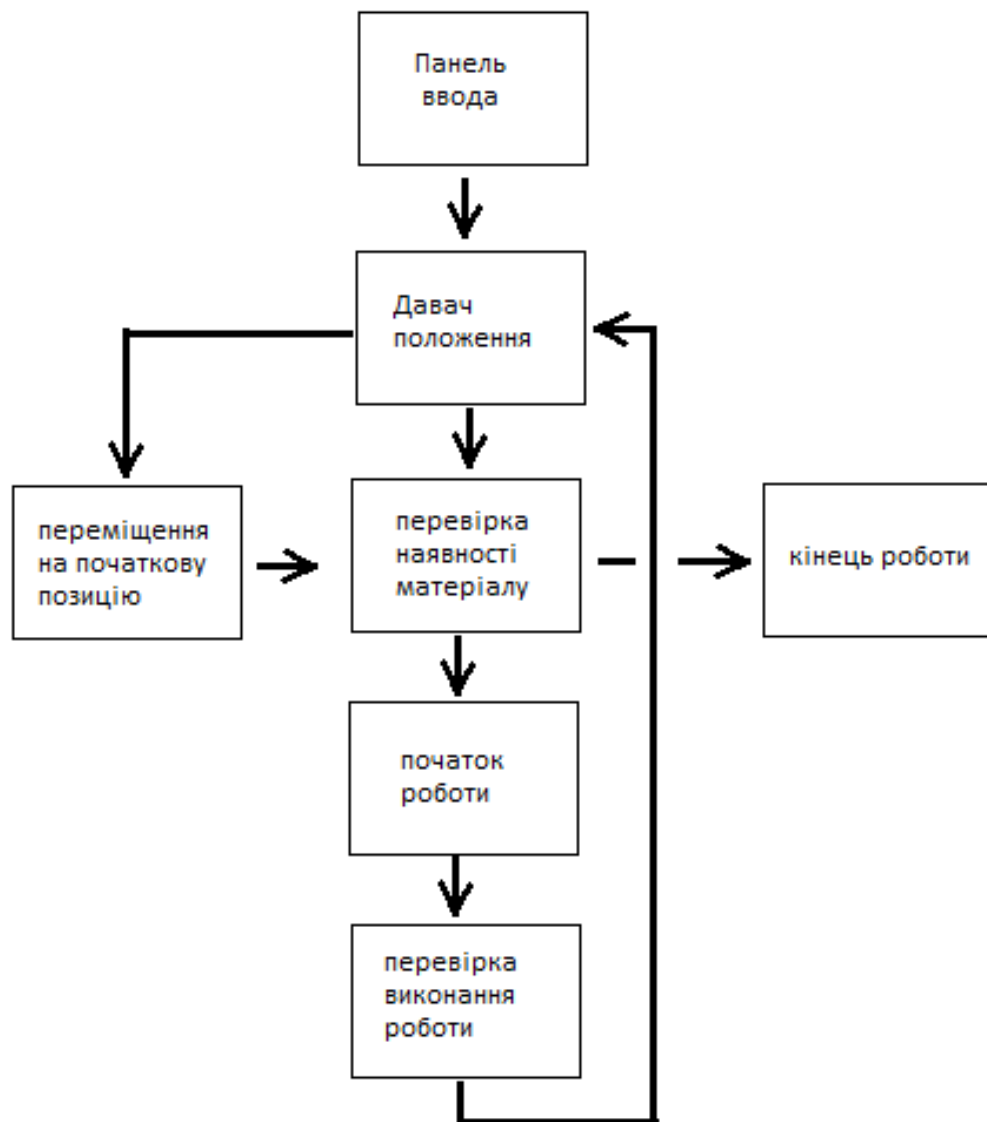 Панель
ввода
Давач
положення
переміщення
на початкову
позицію
перевірка
наявності
матеріалу
кінець роботи
початок
роботи
перевірка
виконання
роботи